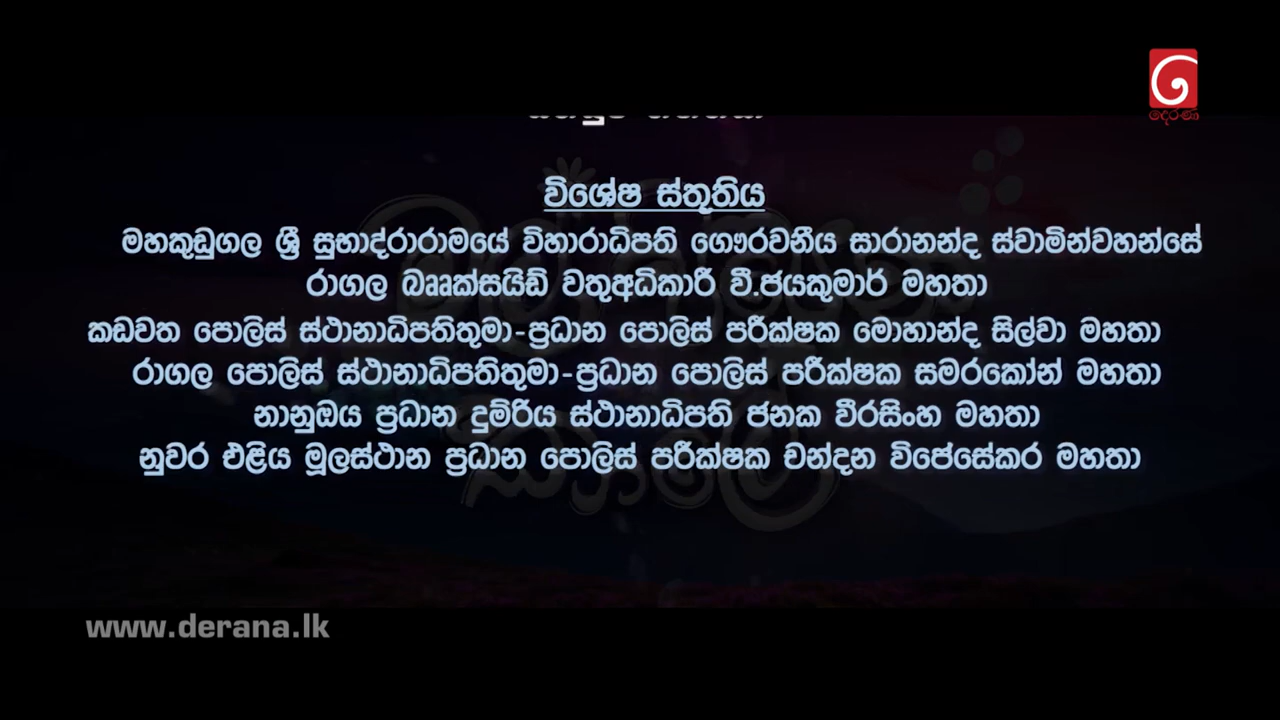 දෙරණ
විශේෂ ස්තූතිය
මහකුඩුගල ශ්‍රී සුභාද්රාරාමයේ විහාරාධිපති ගෞරවනීය සාරානන්ද ස්වාමින්වහන්සේ
රාගල බෲක්සයිඩ් වතුඅධිකාරී වී.ජයකුමාර් මහතා
කඩවත පොලිස් ස්ථානාධිපතිතුමා-ප්‍රධාන පොලිස් පරීක්ෂක මොහාන්ද සිල්වා මහතා
රාගල පොලිස් ස්ථානාධිපතිතුමා-ප්‍රධාන පොලිස් පරීක්ෂක සමරකෝන් මහතා
නානුඔය ප්‍රධාන දුම්රිය ස්ථානාධිපති ජනක වීරසිංහ මහතා
නුවර එළිය මූලස්ථාන ප්‍රධාන පොලිස් පරීක්ෂක චන්දන විජේසේකර මහතා
www.derana.lk